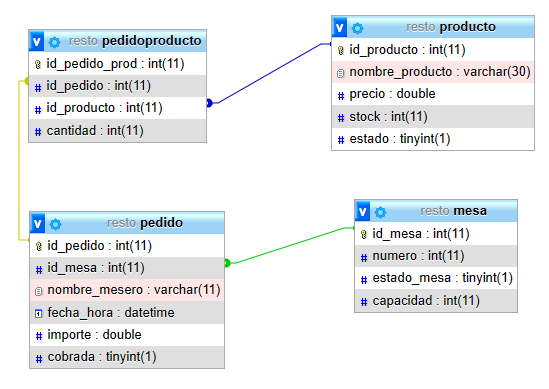 v resto pedidoproducto
id_pedido_prod : int(11)
# id_pedido : int(11)
# id_producto : int(11)
# cantidad : int(11)
v resto producto
id_producto : int(11)
nombre_producto : varchar(30)
# precio : double
# stock : int(11)
# estado : tinyint(1)
v resto pedido
id_pedido : int(11)
# id_mesa : int(11)
nombre_mesero : varchar(11)
fecha_hora : datetime
# importe : double
# cobrada : tinyint(1)
v resto mesa
id_mesa : int(11)
# numero : int(11)
# estado_mesa : tinyint(1)
# capacidad : int(11)